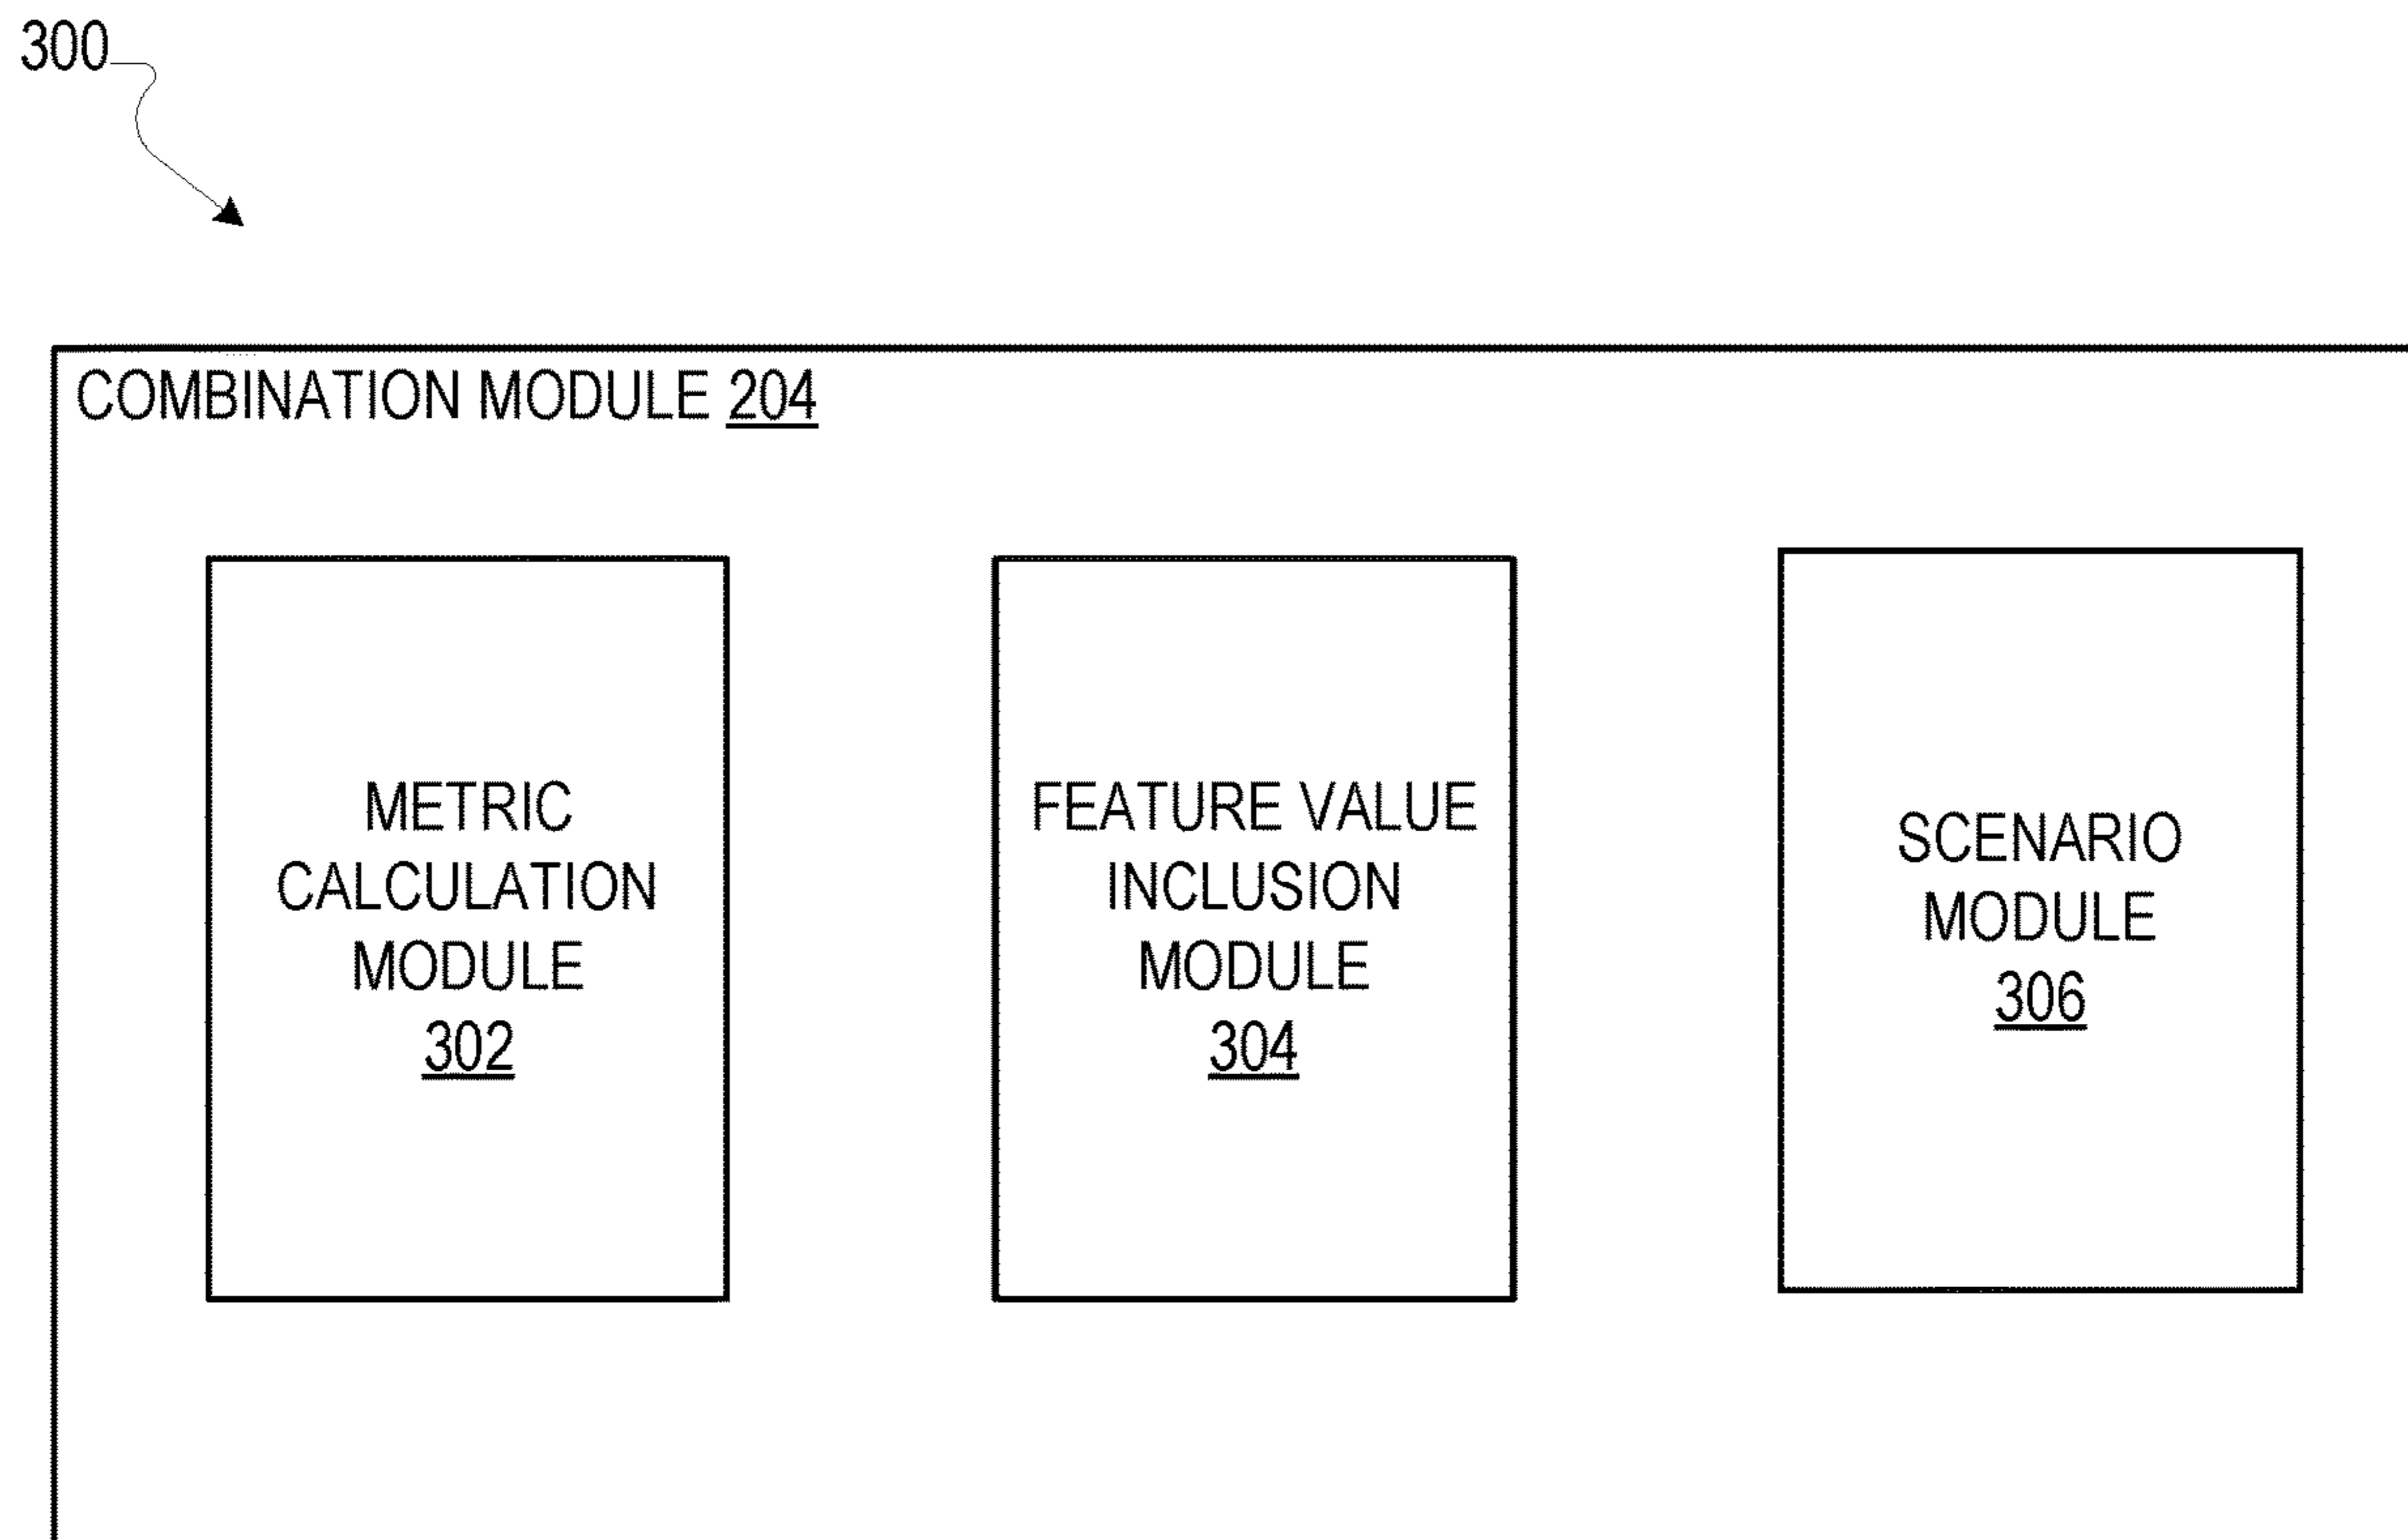 300
COMBINATION MODULE 204
METRIC
CALCULATION
MODULE
302
FEATURE VALUE
INCLUSION
MODULE
304
SCENARIO
MODULE
306